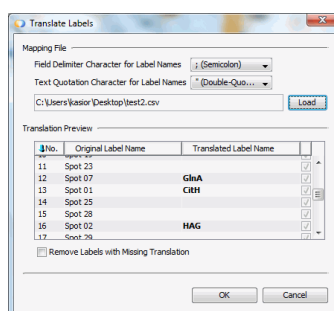 Translate Labels
Mapping File
Field Delimiter Character for Label Names ; (Semicolon)
Text Quotation Character for Label Names " (Double-Quo...
C:\Users\kasior\Desktop\test2.csv Load
Translation Preview
No. Original Label Name Translated Label Name
11 Spot 23
12 Spot 07 GlnA
13 Spot 01 CitH
14 Spot 25
15 Spot 28
16 Spot 02 HAG
17 Spot 29
Remove Labels with Missing Translation
OK Cancel